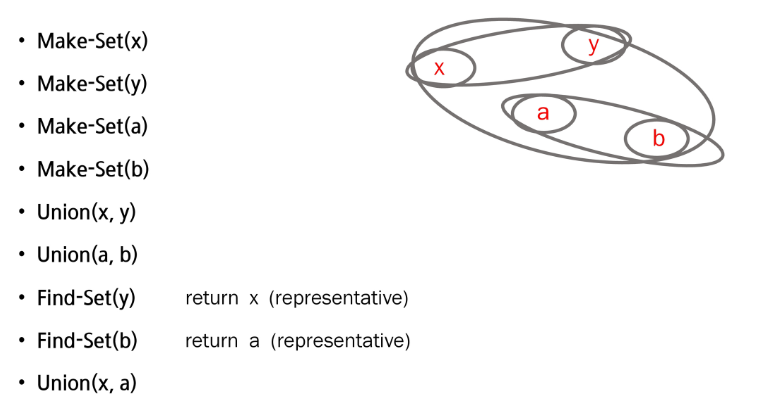 • Make-Set(x)
• Make-Set(y)
• Make-Set(a)
• Make-Set(b)
• Union(x, y)
• Union(a, b)
• Find-Set(y) return x (representative)
• Find-Set(b) return a (representative)
• Union(x, a)
x
y
a
b